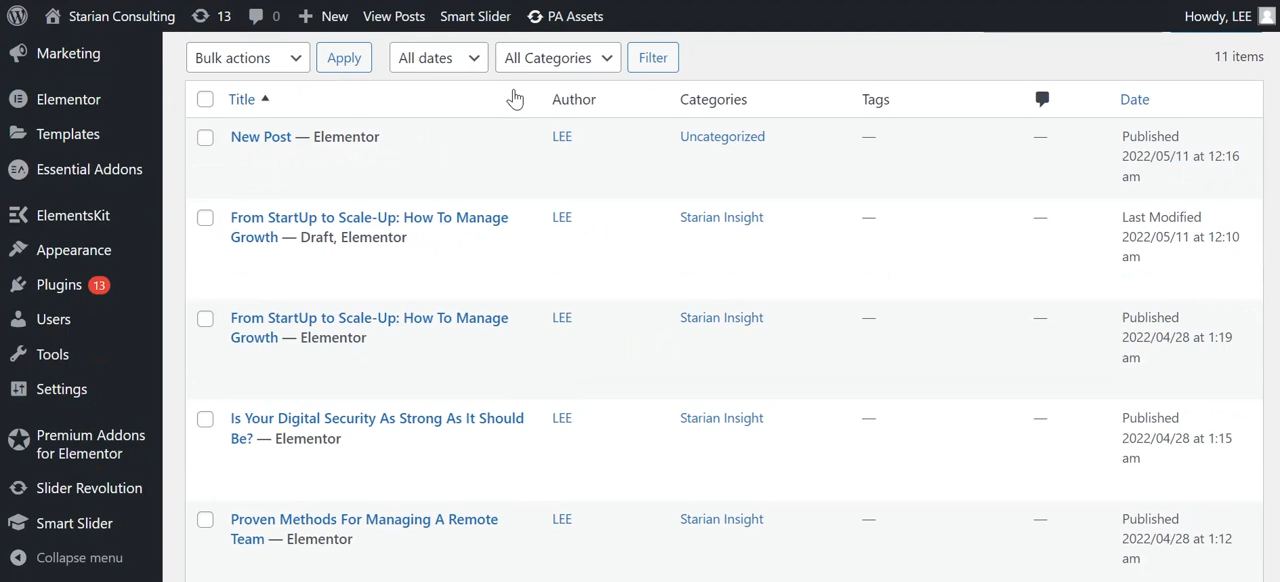 Starian Consulting 13 0 New View Posts Smart Slider PA Assets Howdy, LEE
Marketing
Elementor
Templates
Essential Addons
ElementsKit
Appearance
Plugins 13
Users
Tools
Settings
Premium Addons
for Elementor
Slider Revolution
Smart Slider
Collapse menu
Bulk actions Apply All dates All Categories Filter 11 items
Title Author Categories Tags Date
New Post — Elementor LEE Uncategorized — — Published
2022/05/11 at 12:16
am
From StartUp to Scale-Up: How To Manage LEE Starian Insight — — Last Modified
Growth — Draft, Elementor 2022/05/11 at 12:10
am
From StartUp to Scale-Up: How To Manage LEE Starian Insight — — Published
Growth — Elementor 2022/04/28 at 1:19
am
Is Your Digital Security As Strong As It Should LEE Starian Insight — — Published
Be? — Elementor 2022/04/28 at 1:15
am
Proven Methods For Managing A Remote LEE Starian Insight — — Published
Team — Elementor 2022/04/28 at 1:12
am